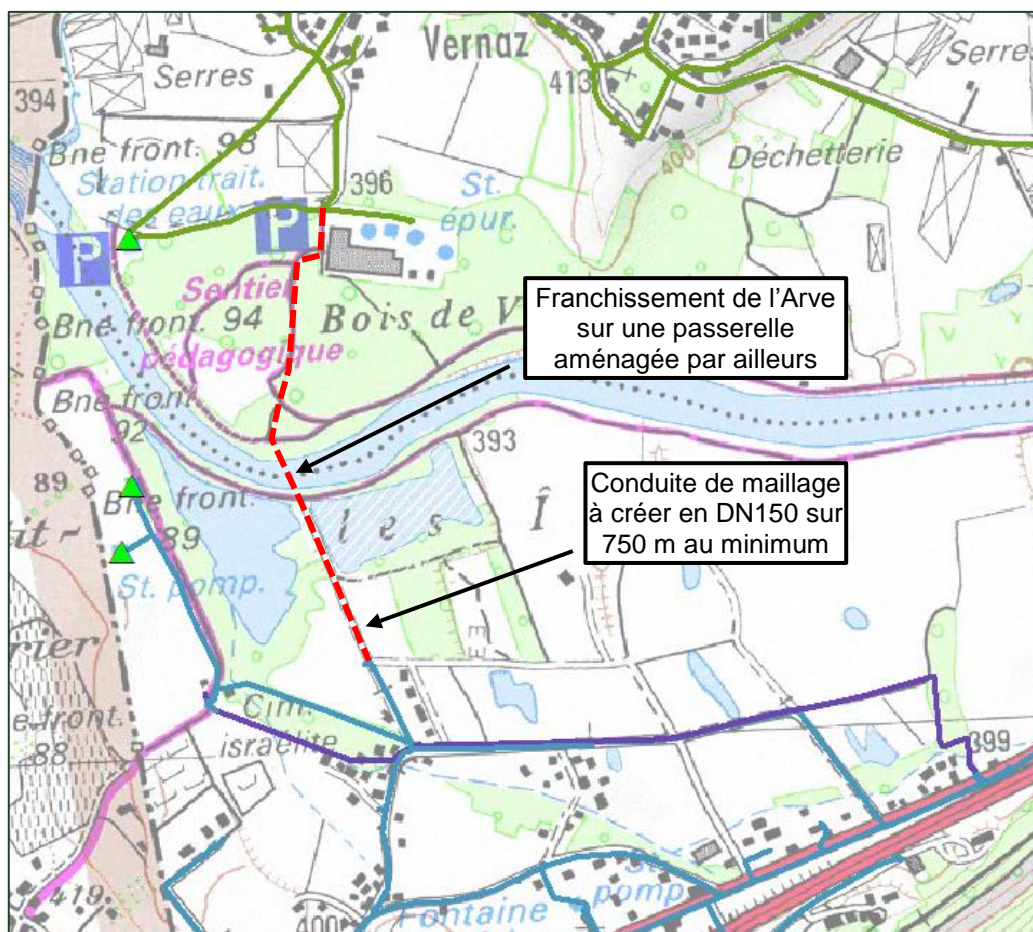 Vernaz
Serres
Serres
394
413
Bne front. 96
400
Déchetterie
Station trait.
des eaux
396
St.
épur.
P
P
Sentier
pédagogique
Bne front. 94
Bois de V
Franchissement de l'Arve
sur une passerelle
aménagée par ailleurs
Bne front.
92
393
89
Bne front.
89
les Î
Conduite de maillage
à créer en DN150 sur
750 m au minimum
St. pomp.
Cim.
israélite
e-front.
88
399
419
400
Fontaine
pomp.